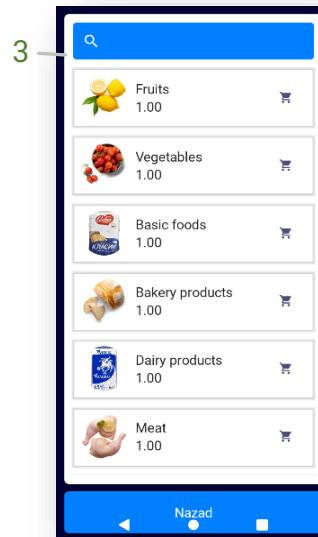 3
Fruits
1.00
Vegetables
1.00
Basic foods
1.00
Bakery products
1.00
Dairy products
1.00
Meat
1.00
Nazad